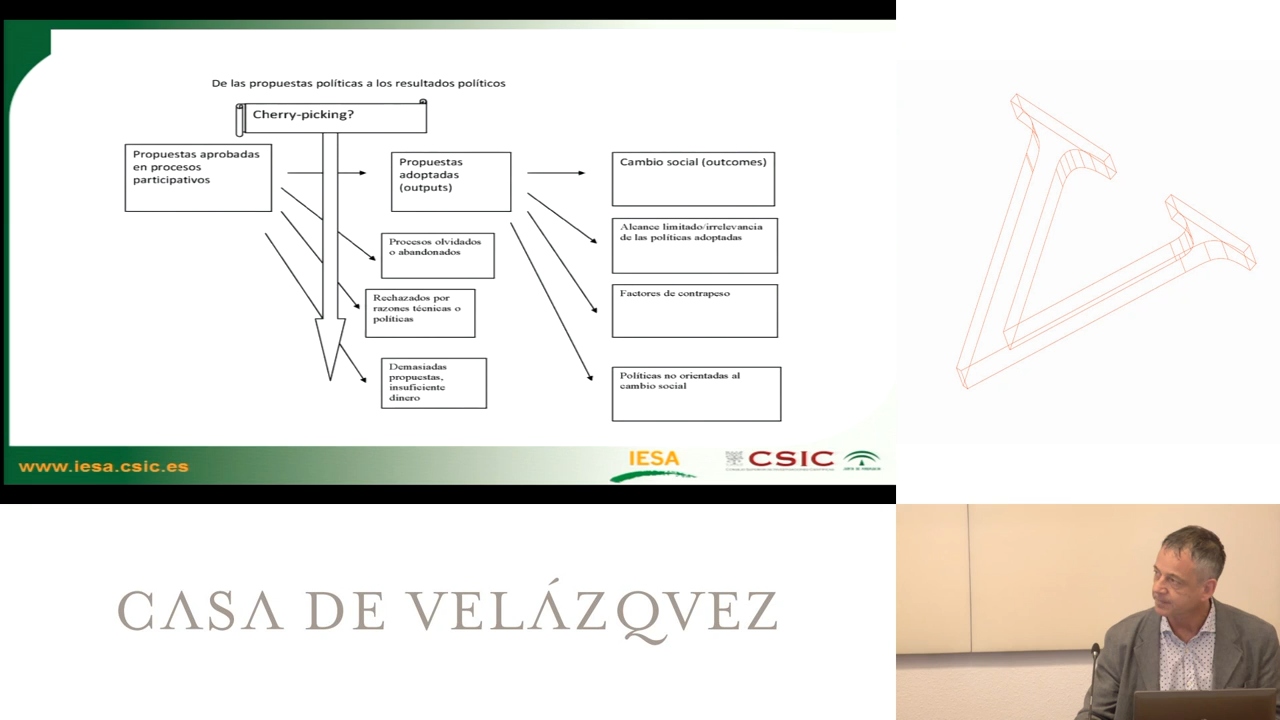 De las propuestas políticas a los resultados políticos
Cherry-picking?
Propuestas aprobadas
en procesos
participativos
Propuestas
adoptadas
(outputs)
Cambio social (outcomes)
Procesos olvidados
o abandonados
Alcance limitado/irrelevancia
de las políticas adoptadas
Rechazados por
razones técnicas o
políticas
Factores de contrapeso
Demasiadas
propuestas,
insuficiente
dinero
Políticas no orientadas al
cambio social
www.iesa.csic.es
IESA
CSIC
CASA DE VELÁZQVEZ